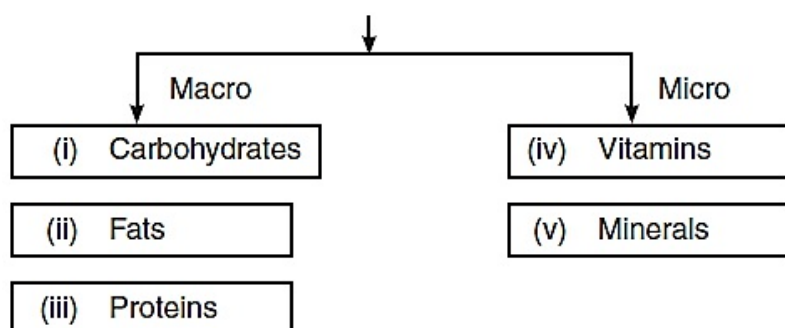 Macro
Micro
(i) Carbohydrates
(iv) Vitamins
(ii) Fats
(v) Minerals
(iii) Proteins